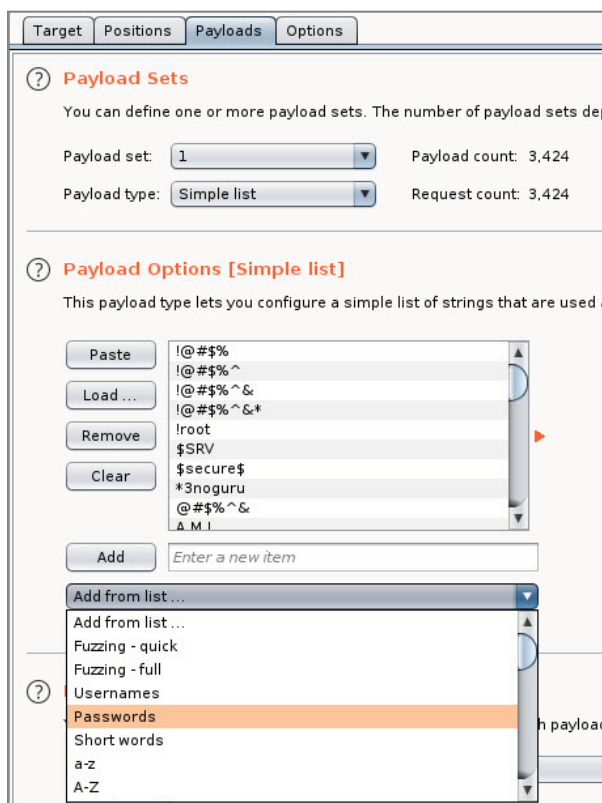 Target Positions Payloads Options
? Payload Sets
You can define one or more payload sets. The number of payload sets
Payload set: 1 Payload count: 3,424
Payload type: Simple list Request count: 3,424
? Payload Options [Simple list]
This payload type lets you configure a simple list of strings that are used
Paste
Load ...
Remove
Clear
!@#$%
!@#$%^
!@#$%^&
!@#$%^&*
!root
$SRV
$secure$
*3noguru
@#$%^&
A.M.I
Add Enter a new item
Add from list ...
Add from list ...
Fuzzing - quick
Fuzzing - full
Usernames
?
Passwords
Short words
a-z
A-Z